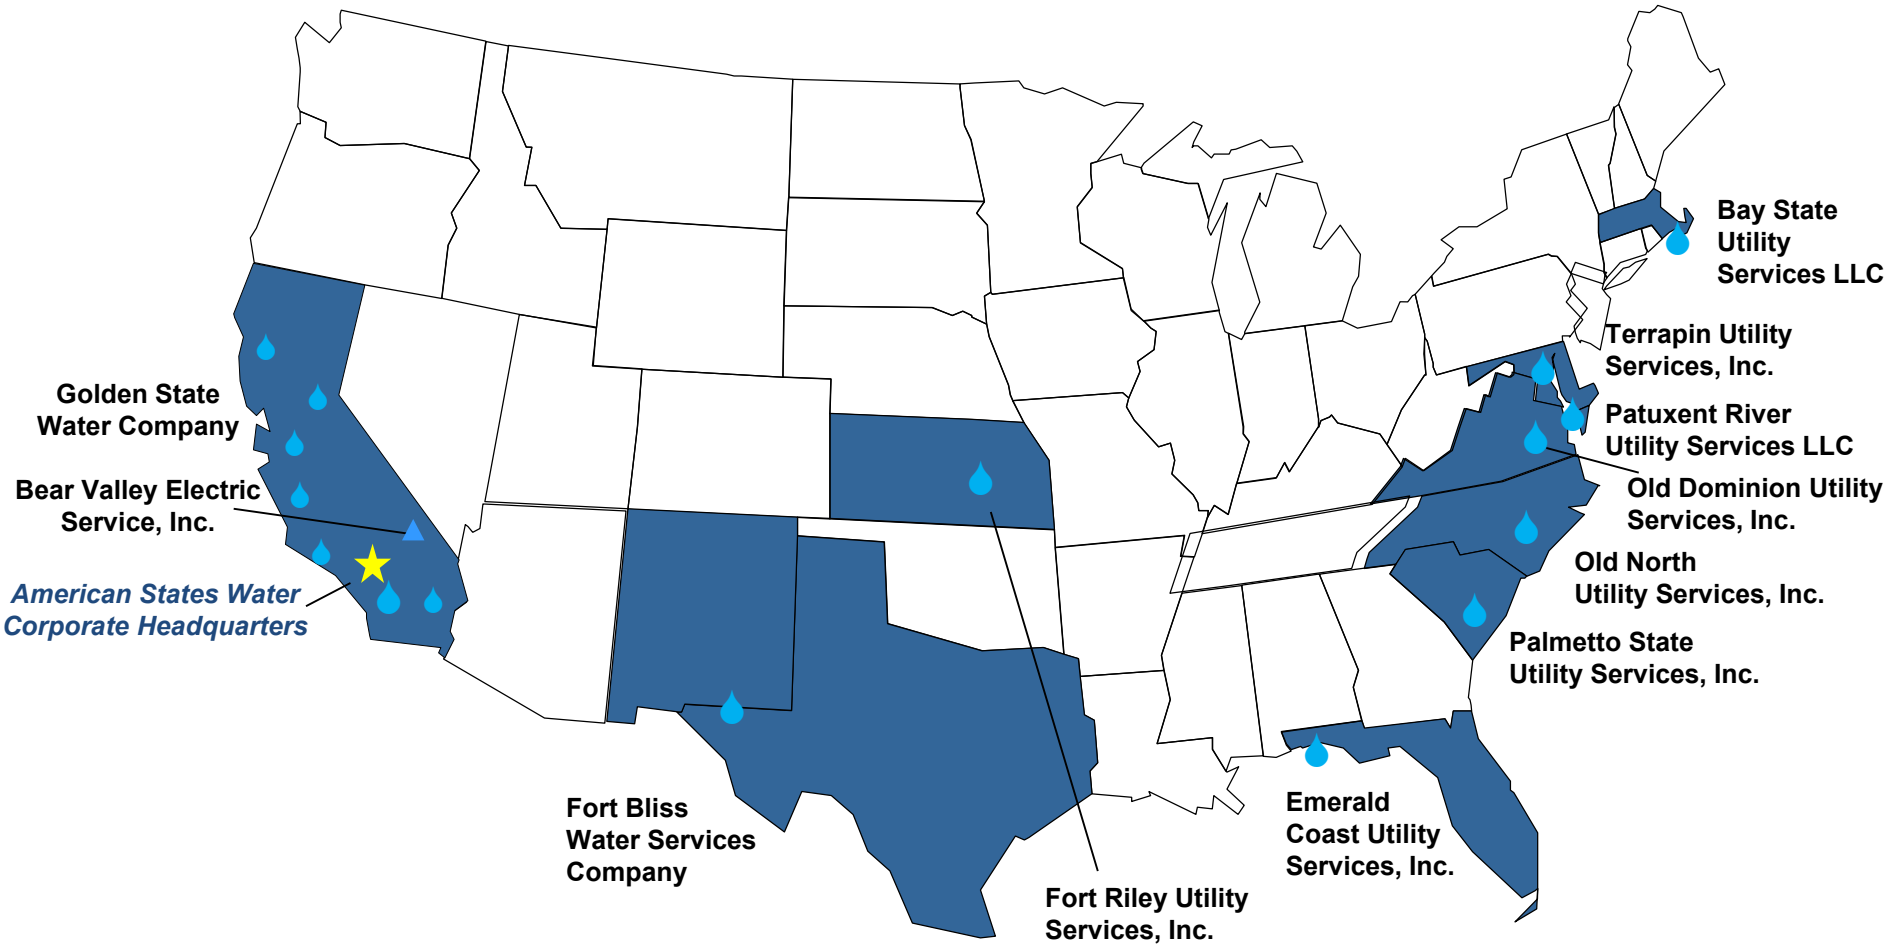 Golden State
Water Company
Bear Valley Electric
Service, Inc.
American States Water
Corporate Headquarters
Fort Bliss
Water Services
Company
Fort Riley Utility
Services, Inc.
Emerald
Coast Utility
Services, Inc.
Bay State
Utility
Services LLC
Terrapin Utility
Services, Inc.
Patuxent River
Utility Services LLC
Old Dominion Utility
Services, Inc.
Old North
Utility Services, Inc.
Palmetto State
Utility Services, Inc.